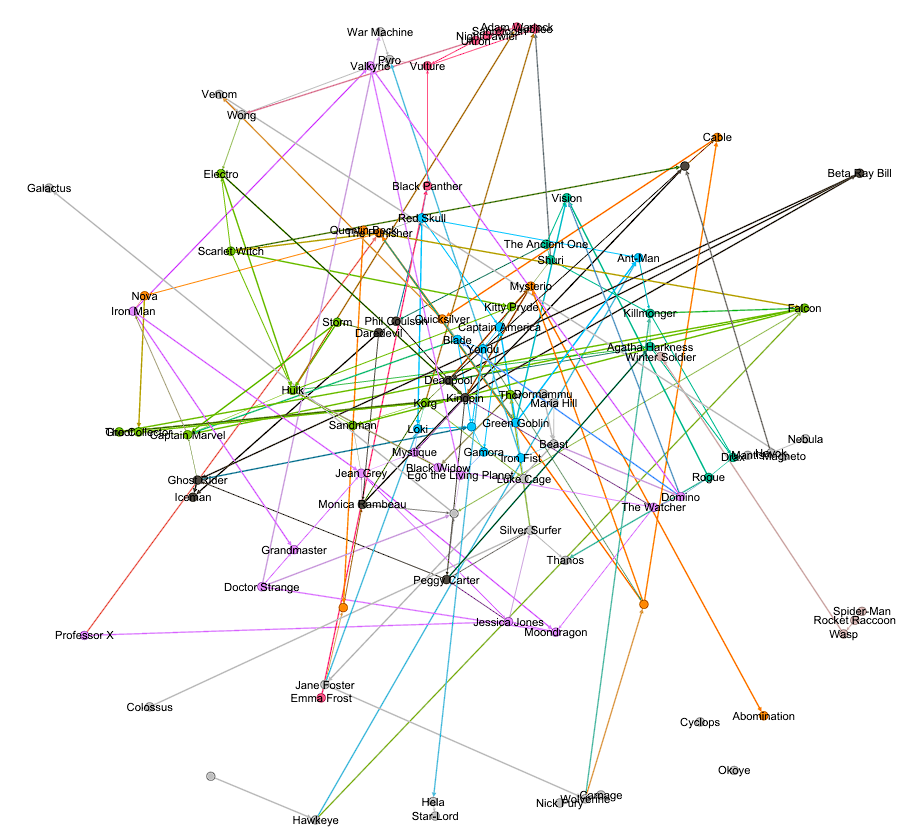 Adam Warlock
War Machine
Nightcrawler
Ultron
Pyro
Valkyrie
Vulture
Venom
Wong
Cable
Electro
Beta Ray Bill
Galactus
Black Panther
Vision
Red Skull
Quentin Beck
The Punisher
The Ancient One
Scarlet Witch
Shuri
Ant-Man
Mysterio
Nova
Kitty Pryde
Falcon
Iron Man
Killmonger
Storm
Phil Coulson
Quicksilver
Captain America
Daredevil
Blade
Yondu
Agatha Harkness
Winter Soldier
Deadpool
Hulk
Thor
Dormammu
Kingpin
Korg
Maria Hill
Sandman
Loki
Green Goblin
The Collector
Captain Marvel
Nebula
Beast
Mystique
Gamora
Havok
Iron Fist
Magneto
Black Widow
Jean Grey
Ego the Living Planet
Rogue
Ghost Rider
Luke Cage
Iceman
Domino
Monica Rambeau
The Watcher
Silver Surfer
Grandmaster
Thanos
Peggy Carter
Doctor Strange
Spider-Man
Rocket Raccoon
Jessica Jones
Moondragon
Professor X
Wasp
Jane Foster
Emma Frost
Colossus
Abomination
Cyclops
Okoye
Carnage
Wolverine
Nick Fury
Hela
Star-Lord
Hawkeye